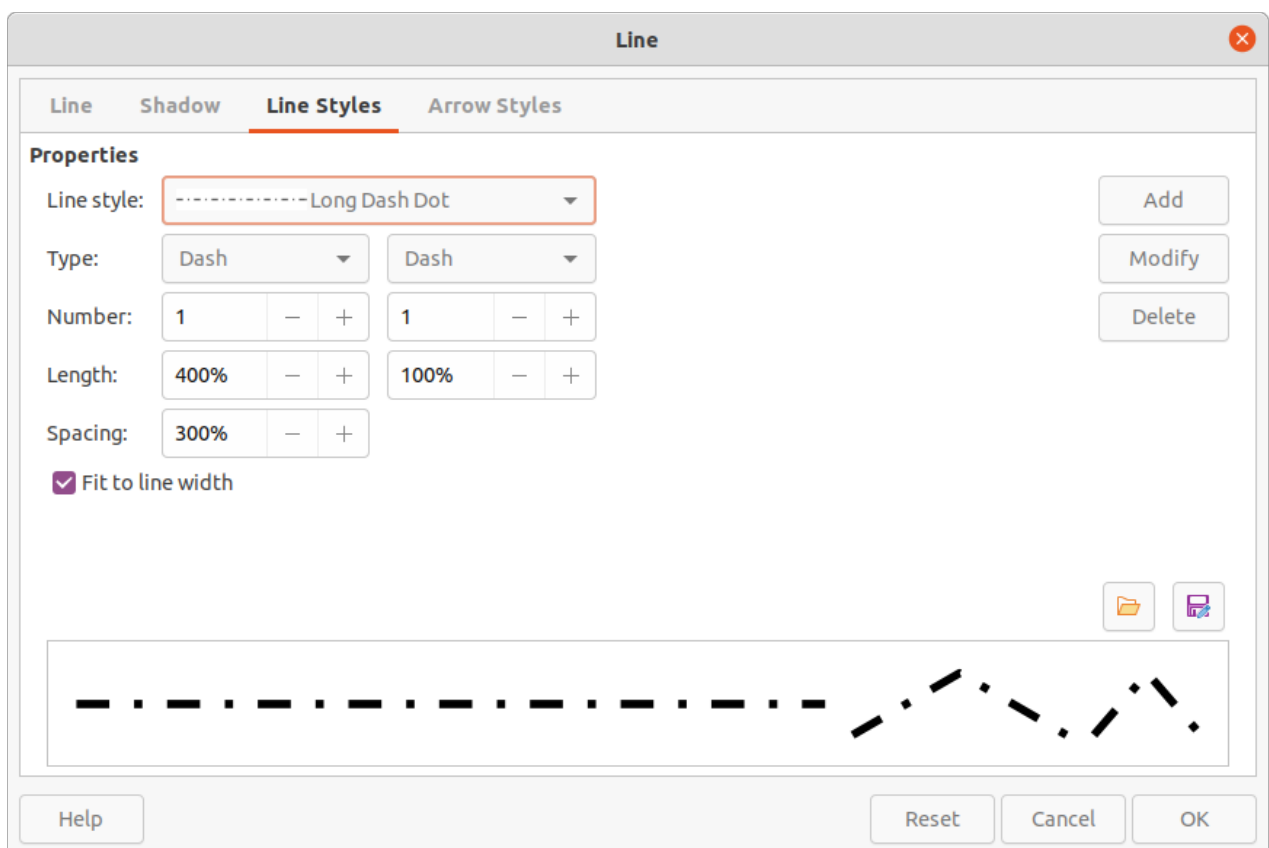 Line
Line Shadow Line Styles Arrow Styles
Properties
Line style: Long Dash Dot Add
Type: Dash Dash Modify
Number: 1 1 Delete
Length: 400% 100%
Spacing: 300%
Fit to line width
Help Reset Cancel OK